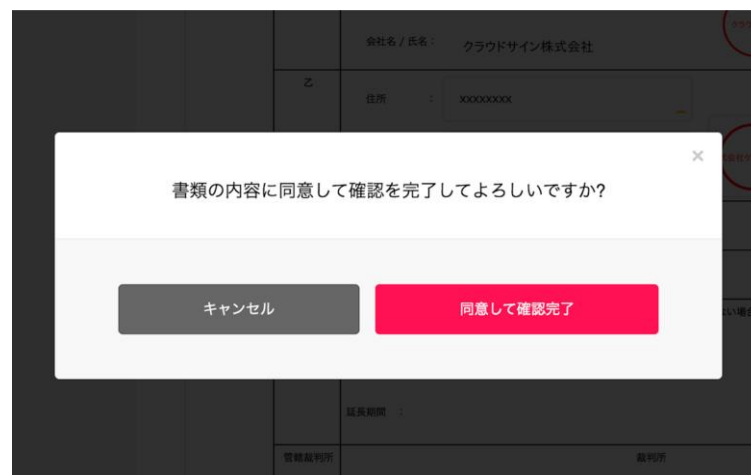 会社名 / 氏名 : クラウドサイン株式会社
乙
住所 : xxxxxxxx
×
書類の内容に同意して確認を完了してよろしいですか?
キャンセル 同意して確認完了
い場合
延長期間 :
管轄裁判所 裁判所